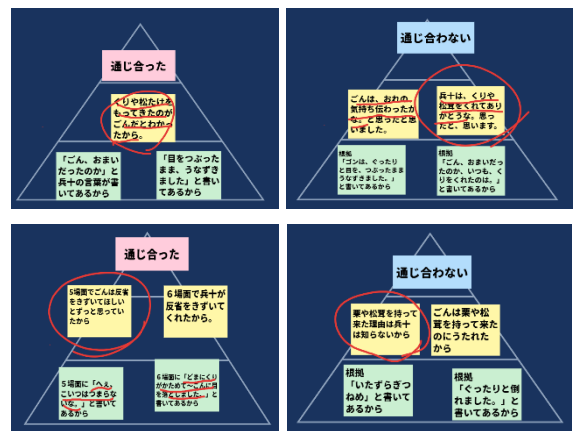 通じ合った
くりや松たけを
もってきたのが
ごんだとわかっ
たから。
「ごん、おまい
だったのか」と
兵十の言葉が書
いてあるから
「目をつぶった
まま、うなずき
ました」と書い
てあるから
通じ合わない
ごんは、おれの
気持ち伝わったか
な。と思ったと思
いました。
兵十は、くりや
松茸をくれてあり
がとうな。思っ
たと、思います。
根拠
「ゴンは、ぐったり
と目を、つぶったまま
うなずきました。」
と書いてあるから
根拠
「ごん、おまいだっ
たのか、いつも、く
りをくれたのは。」
と書いてあるから
通じ合った
5場面でごんは反省
をきずいてほしい
とずっと思ってい
たから
６場面で兵十が
反省をきずいて
くれたから。
５場面に「へえ、
こいつはつまらな
いな。」と書いて
あるから
６場面に「どまにくり
がかためて〜ごんに目
を落としました。」と
書いてあるから
通じ合わない
栗や松茸を持って
来た理由は兵十
は知らないから
ごんは栗や松
茸を持って来た
のにうたれた
から
根拠
「いたずらぎつ
ねめ」と書いて
あるから
根拠
「ぐったりと倒
れました。」と
書いてあるから